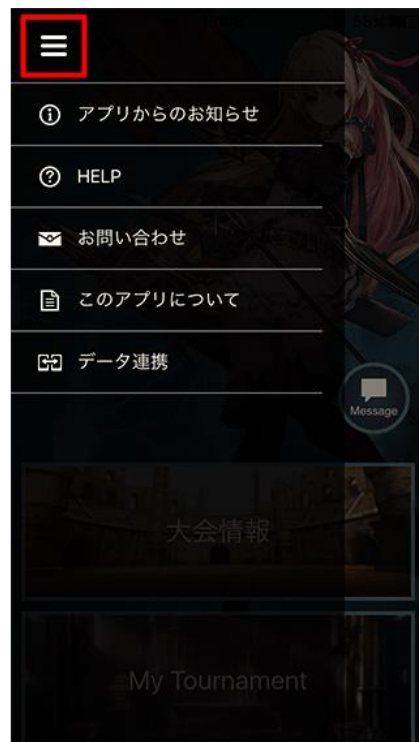 アプリからのお知らせ
HELP
お問い合わせ
このアプリについて
データ連携
Message
大会情報
My Tournament